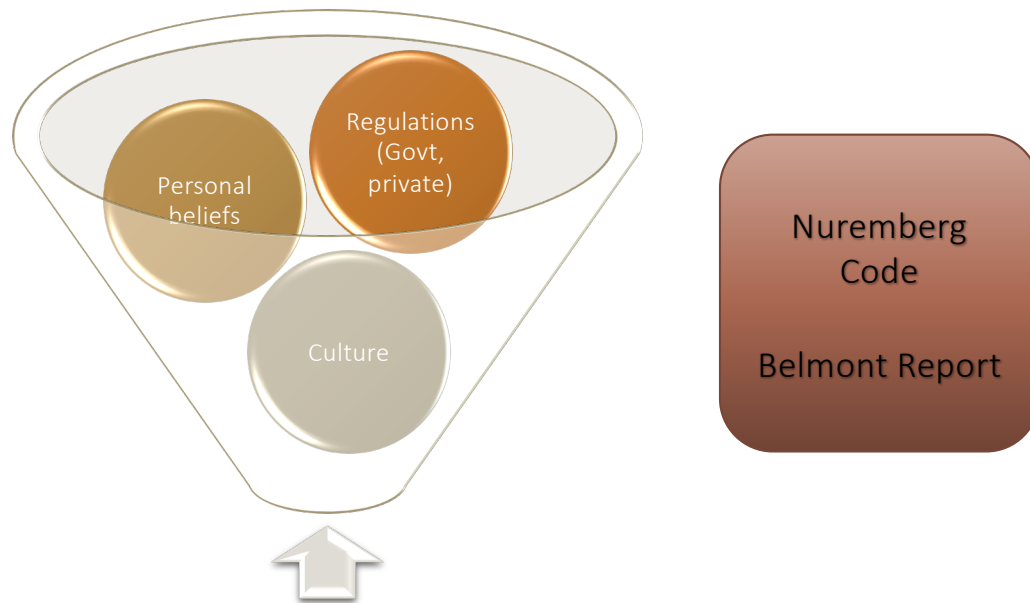 Regulations
(Govt,
private)
Personal
beliefs
Culture
Nuremberg
Code
Belmont Report